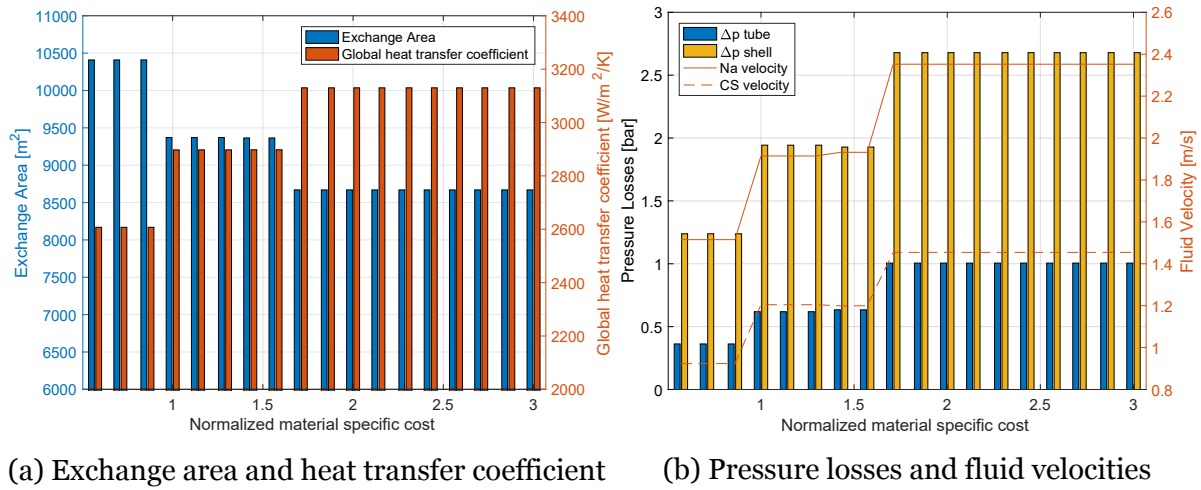 11000
10500
10000
9500
9000
8500
8000
7500
7000
6500
6000
Exchange Area [m²]
Exchange Area
Global heat transfer coefficient
3400
3200
3000
2800
2600
2400
2200
2000
Global heat transfer coefficient [W/m²/K]
1 1.5 2 2.5 3
Normalized material specific cost
(a) Exchange area and heat transfer coefficient
3
2.5
2
1.5
1
0.5
0
Pressure Losses [bar]
Δp tube
Δp shell
Na velocity
CS velocity
2.6
2.4
2.2
2
1.8
1.6
1.4
1.2
1
0.8
Fluid Velocity [m/s]
1 1.5 2 2.5 3
Normalized material specific cost
(b) Pressure losses and fluid velocities